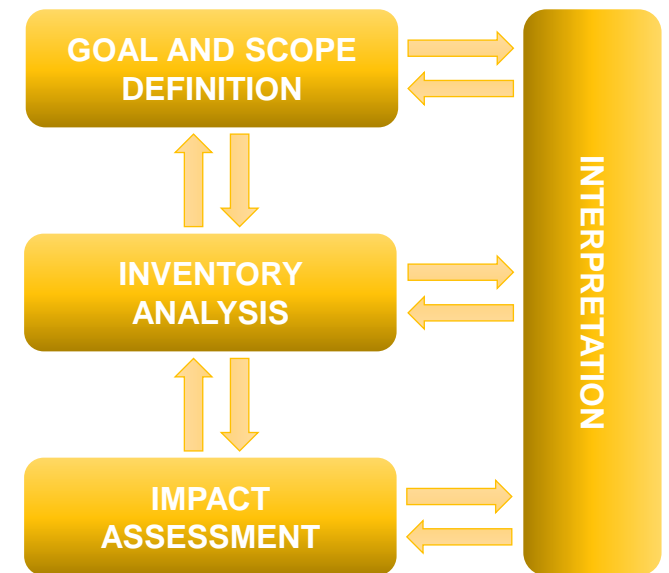 GOAL AND SCOPE
DEFINITION
INVENTORY
ANALYSIS
IMPACT
ASSESSMENT
INTERPRETATION